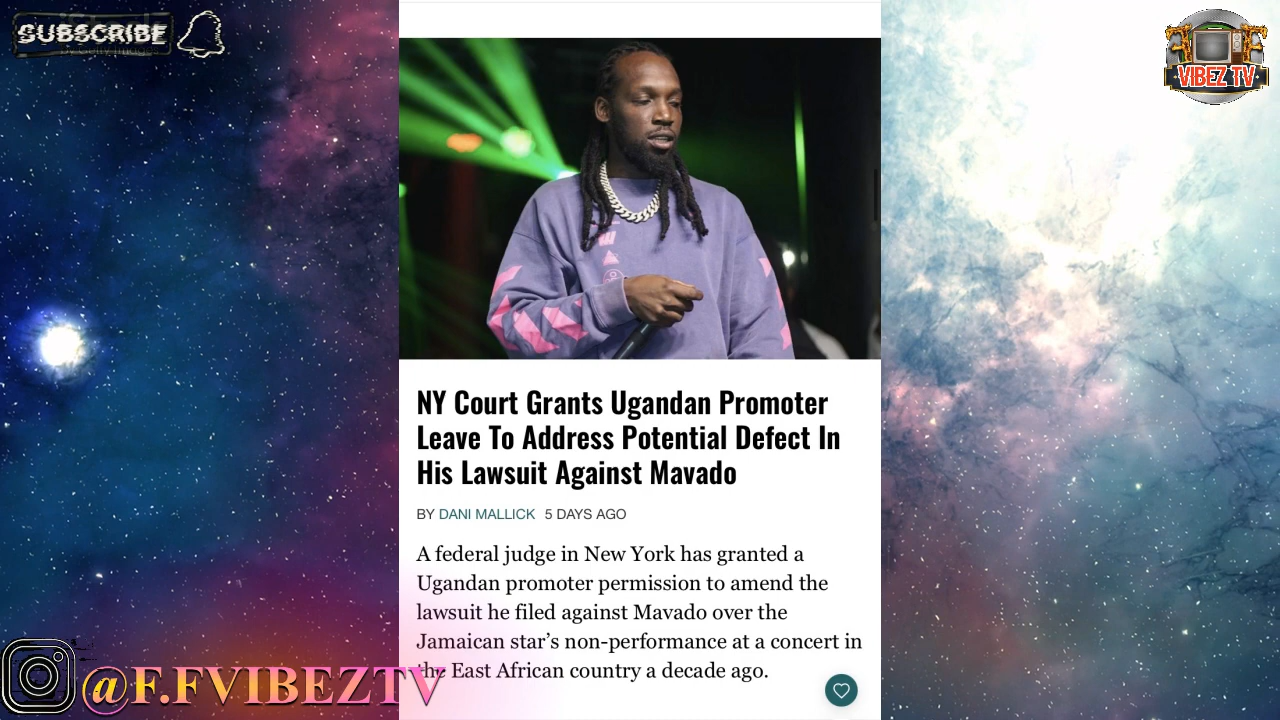 SUBSCRIBE
VIBEZ TV
NY Court Grants Ugandan Promoter
Leave To Address Potential Defect In
His Lawsuit Against Mavado
BY DANI MALLICK 5 DAYS AGO
A federal judge in New York has granted a
Ugandan promoter permission to amend the
lawsuit he filed against Mavado over the
Jamaican star’s non-performance at a concert in
the East African country a decade ago.
@F.FVIBEZTV